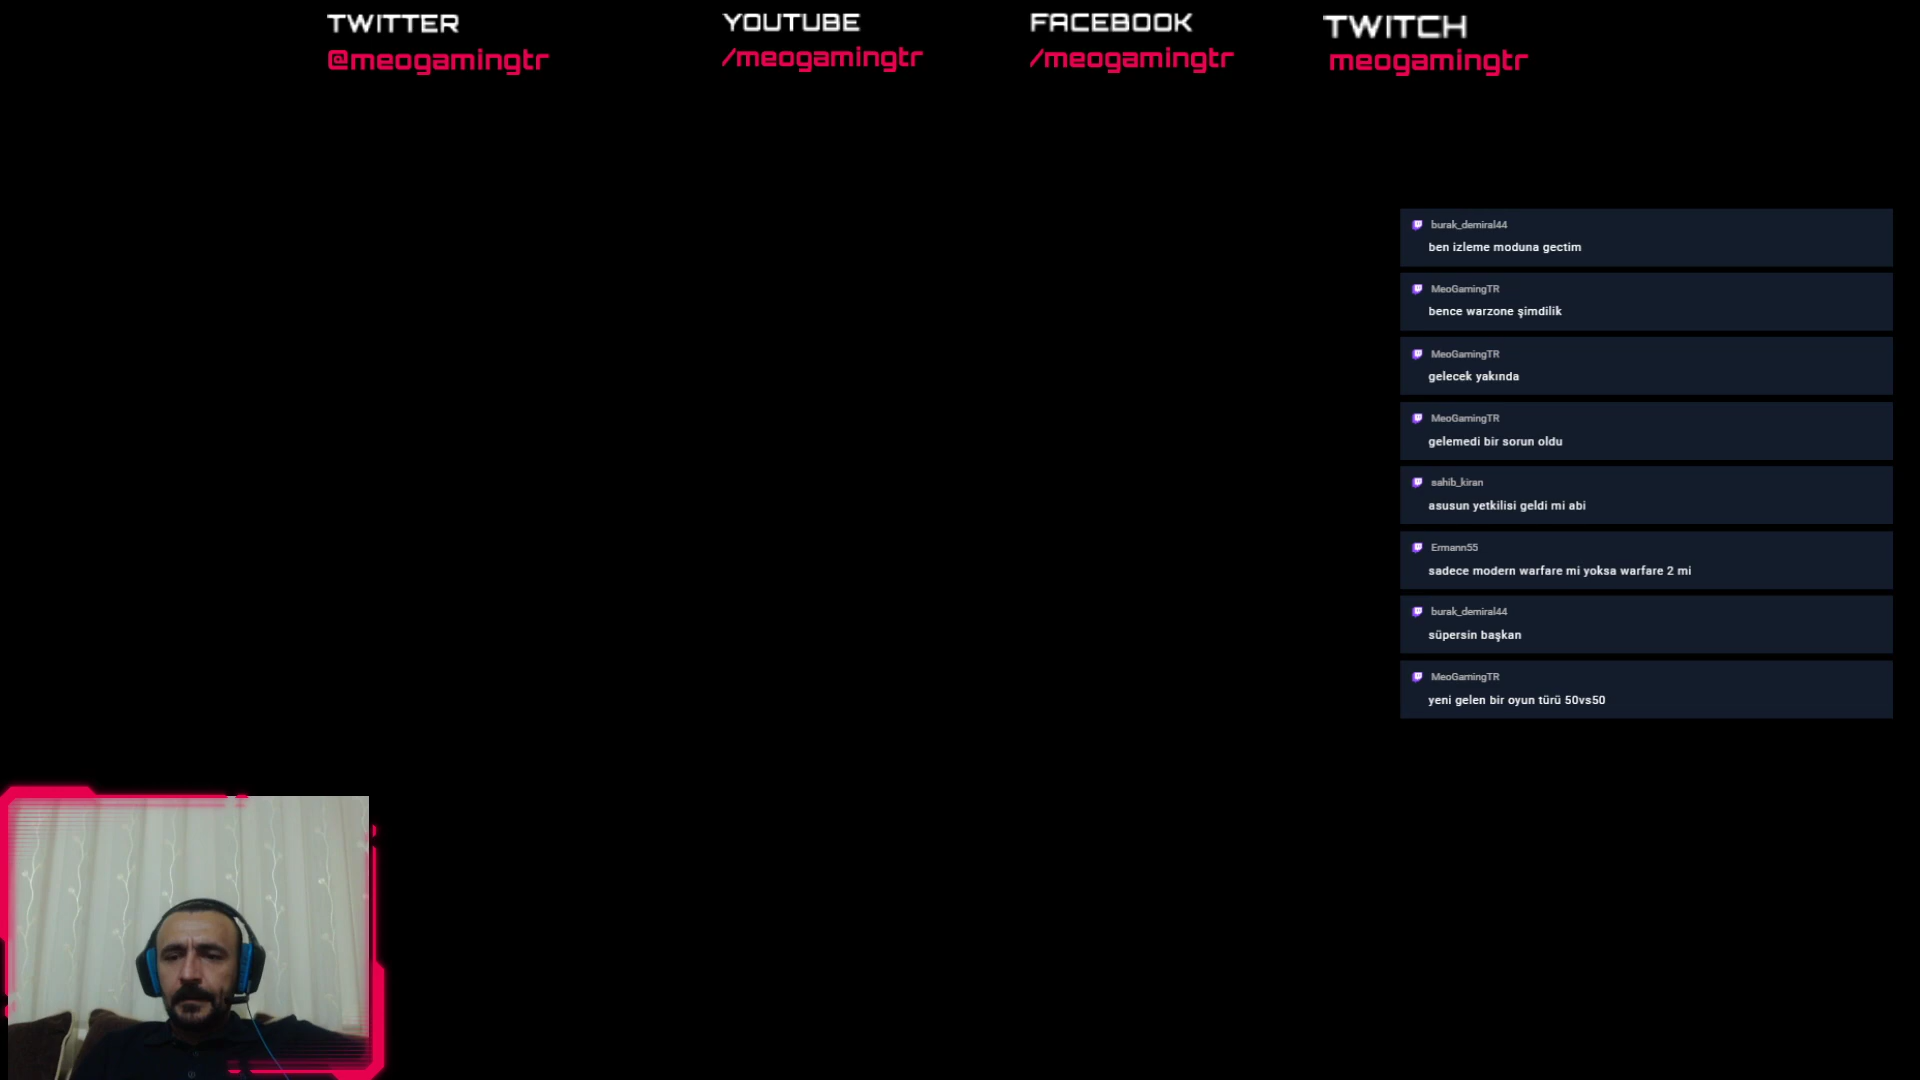 TWITTER
@meogamingtr
YOUTUBE
/meogamingtr
FACEBOOK
/meogamingtr
TWITCH
meogamingtr
burak_demiral44
ben izleme moduna gectim
MeoGamingTR
bence warzone şimdilik
MeoGamingTR
gelecek yakında
MeoGamingTR
gelemedi bir sorun oldu
sahib_kiran
asusun yetkilisi geldi mi abi
Ermann55
sadece modern warfare mi yoksa warfare 2 mi
burak_demiral44
süpersin başkan
MeoGamingTR
yeni gelen bir oyun türü 50vs50